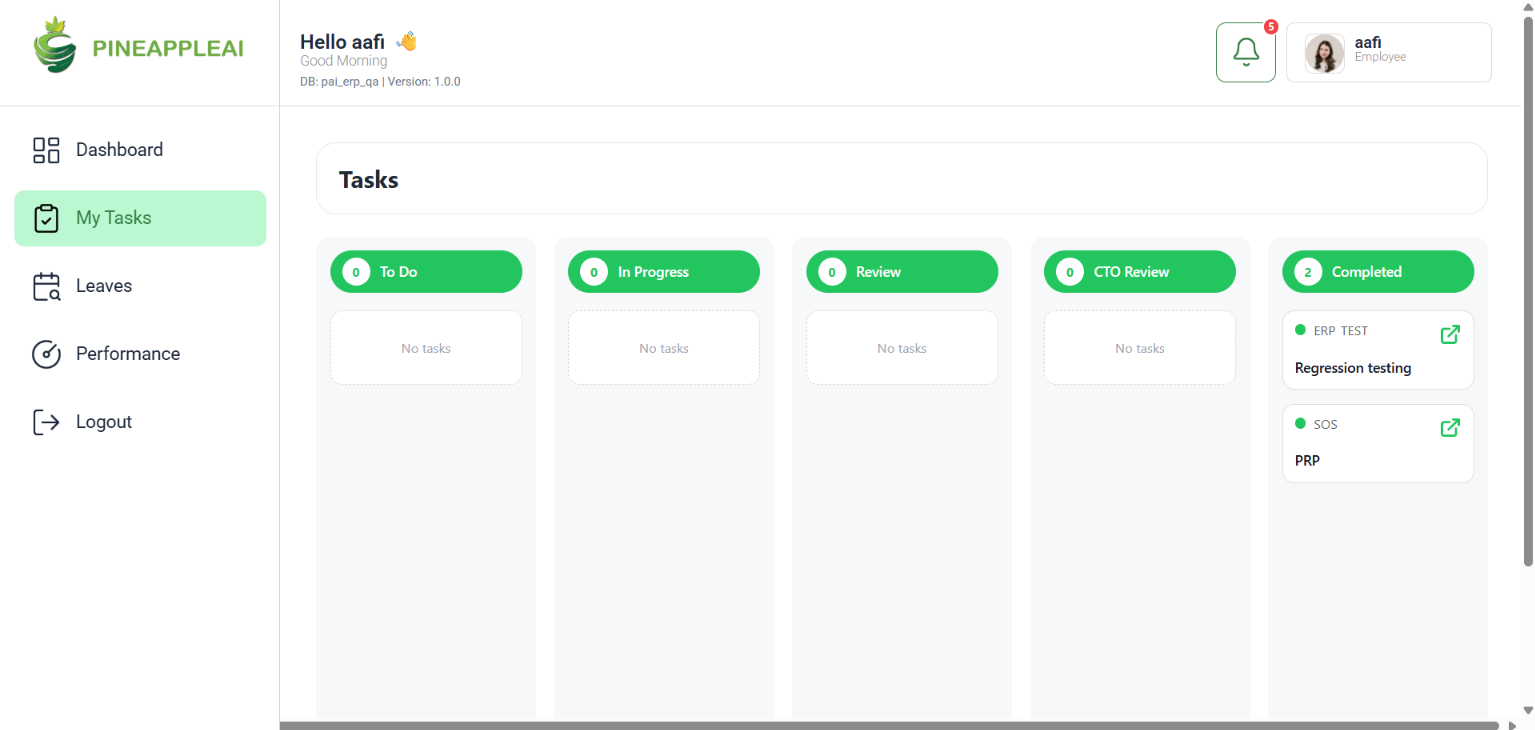 PINEAPPLEAI
Hello aafi 👋
Good Morning
DB: pai_erp_qa | Version: 1.0.0
5
aafi
Employee
Dashboard
My Tasks
Leaves
Performance
Logout
Tasks
0 To Do
No tasks
0 In Progress
No tasks
0 Review
No tasks
0 CTO Review
No tasks
2 Completed
ERP TEST
Regression testing
SOS
PRP